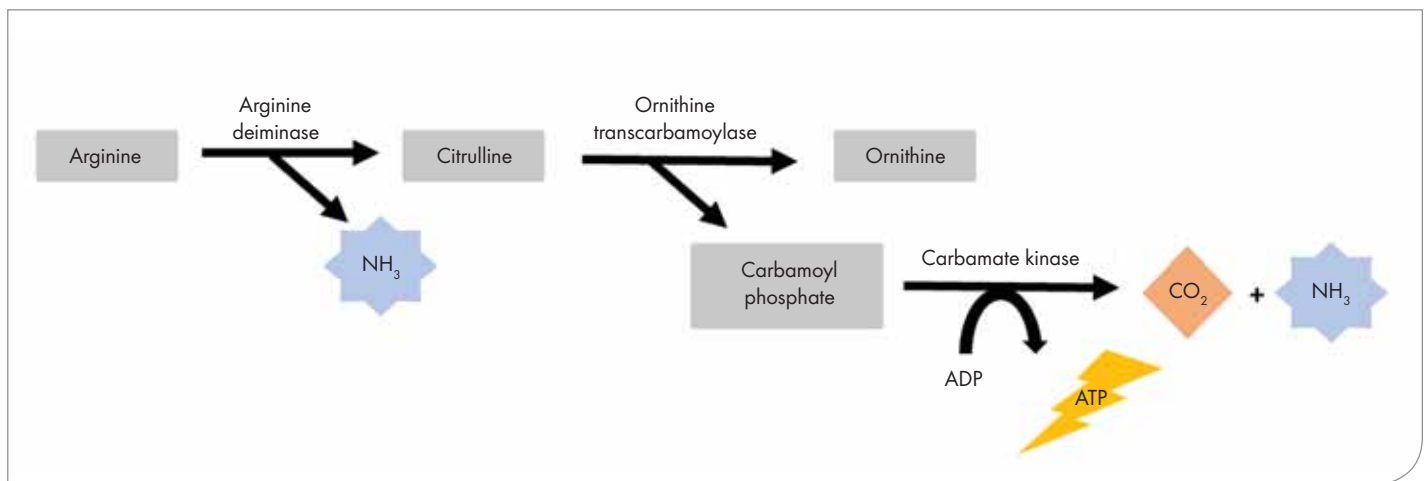 Arginine
deiminase
Ornithine
transcarbamoylase
Arginine
Citrulline
Ornithine
NH₃
Carbamoyl
phosphate
Carbamate kinase
CO₂ + NH₃
ADP
ATP